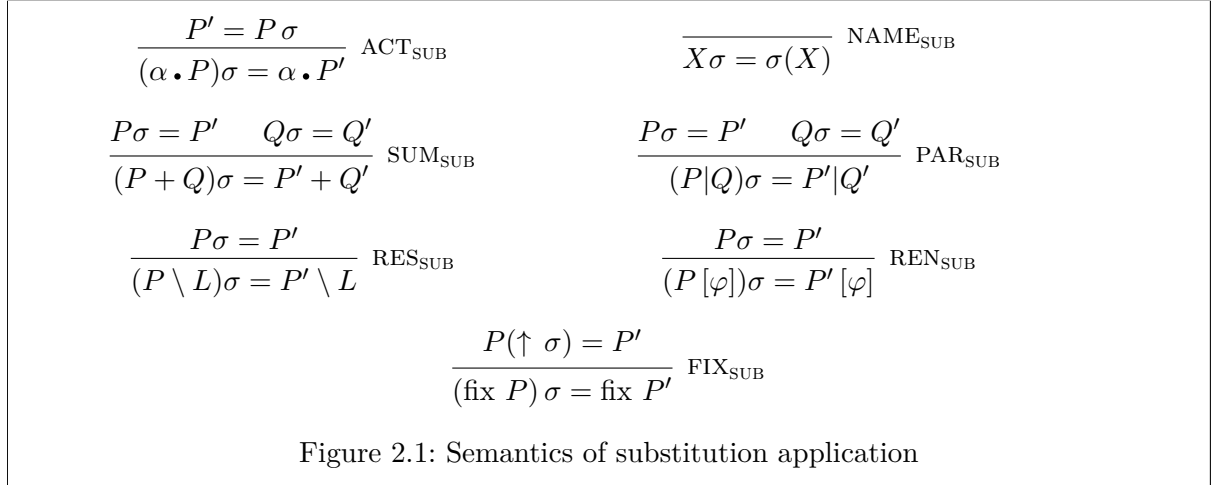 P′ = P σ
(α . P)σ = α . P′ ACT_SUB
Xσ = σ(X) NAME_SUB
Pσ = P′ Qσ = Q′
(P + Q)σ = P′ + Q′ SUM_SUB
Pσ = P′ Qσ = Q′
(P|Q)σ = P′|Q′ PAR_SUB
Pσ = P′
(P \ L)σ = P′ \ L RES_SUB
Pσ = P′
(P [φ])σ = P′ [φ] REN_SUB
P(↑ σ) = P′
(fix P) σ = fix P′ FIX_SUB
Figure 2.1: Semantics of substitution application